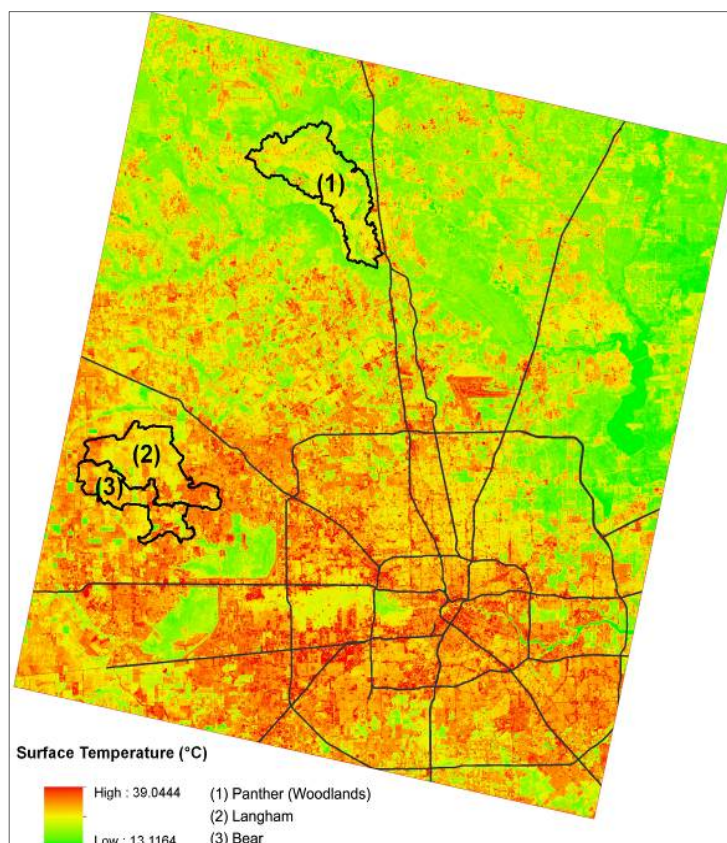 (1)
(2)
(3)
Surface Temperature (°C)
High : 39.0444
(1) Panther (Woodlands)
(2) Langham
Low : 13.1164
(3) Bear